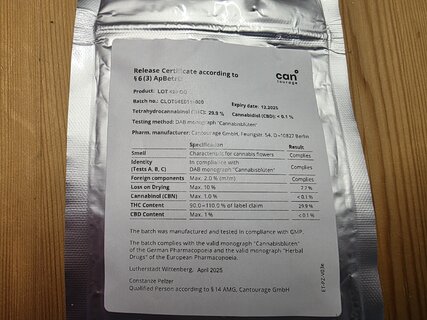 Release Certificate according to
§ 6 (3) ApBetrO
can
lourage
Product: LOT
Batch no.:
Expiry date: 12.2025
Tetrahydrocannabinol (THC): 29.9 %
Cannabidiol (CBD): < 0.1 %
Testing method: DAB monograph "Cannabisblüten"
Pharm. manufacturer: Cantourage GmbH, Feurigstr. 54, D-10827 Berlin
Specification Result
Smell Characteristic for cannabis flowers Complies
Identity (Tests A, B, C) In compliance with DAB monograph "Cannabisblüten" Complies
Foreign components Max. 2.0 % (m/m) Complies
Loss on Drying Max. 10 % 7.7 %
Cannabinol (CBN) Max. 1.0 % < 0.1 %
THC Content 90.0 – 110.0 % of label claim 29.9 %
CBD Content Max. 1 % < 0.1 %
The batch was manufactured and tested in compliance with GMP.
The batch complies with the valid monograph "Cannabisblüten"
of the German Pharmacopoeia and the valid monograph "Herbal
Drugs" of the European Pharmacopoeia.
Lutherstadt Wittenberg, April 2025
Constanze Pelzer
Qualified Person according to § 14 AMG, Cantourage GmbH